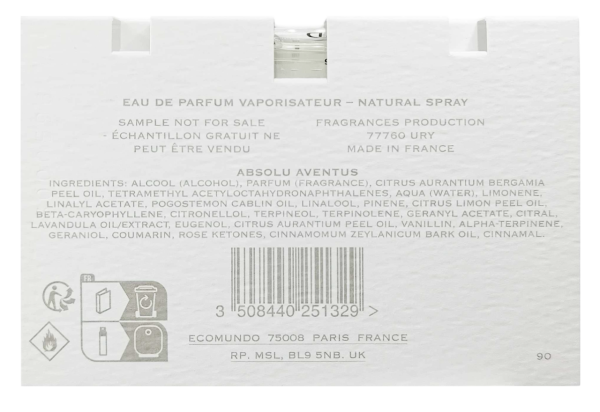 EAU DE PARFUM VAPORISATEUR – NATURAL SPRAY
SAMPLE NOT FOR SALE
- ÉCHANTILLON GRATUIT NE
PEUT ÊTRE VENDU
FRAGRANCES PRODUCTION
77760 URY
MADE IN FRANCE
ABSOLU AVENTUS
INGREDIENTS: ALCOOL (ALCOHOL), PARFUM (FRAGRANCE), CITRUS AURANTIUM BERGAMIA
PEEL OIL, TETRAMETHYL ACETYLOCTAHYDRONAPHTHALENES, AQUA (WATER), LIMONENE,
LINALYL ACETATE, POGOSTEMON CABLIN OIL, LINALOOL, PINENE, CITRUS LIMON PEEL OIL,
BETA-CARYOPHYLLENE, CITRONELLOL, TERPINEOL, TERPINOLENE, GERANYL ACETATE, CITRAL,
LAVANDULA OIL/EXTRACT, EUGENOL, CITRUS AURANTIUM PEEL OIL, VANILLIN, ALPHA-TERPINENE,
GERANIOL, COUMARIN, ROSE KETONES, CINNAMOMUM ZEYLANICUM BARK OIL, CINNAMAL.
FR
3 508440 251329 >
ECOMUNDO 75008 PARIS FRANCE
RP. MSL, BL9 5NB. UK
90